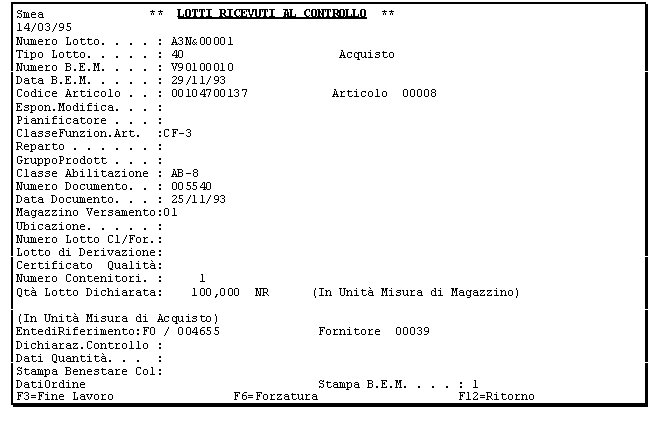 Smea ** LOTTI RICEVUTI AL CONTROLLO **
14/03/95
Numero Lotto. . . . : A3N&00001
Tipo Lotto. . . . . : 40 Acquisto
Numero B.E.M. . . . : V90100010
Data B.E.M. . . . . : 29/11/93
Codice Articolo . . : 00104700137 Articolo 00008
Espon.Modifica. . . :
Pianificatore . . . :
ClasseFunzion.Art. :CF-3
Reparto . . . . . . :
GruppoProdott . . . :
Classe Abilitazione : AB-8
Numero Documento. . : 005540
Data Documento. . . : 25/11/93
Magazzino Versamento:01
Ubicazione. . . . . :
Numero Lotto Cl/For.:
Lotto di Derivazione:
Certificato Qualità:
Numero Contenitori. : 1
Qtà Lotto Dichiarata: 100,000 NR (In Unità Misura di Magazzino)
(In Unità Misura di Acquisto)
EntediRiferimento:F0 / 004655 Fornitore 00039
Dichiaraz.Controllo :
Dati Quantità. . . :
Stampa Benestare Col:
DatiOrdine Stampa B.E.M. . . . : 1
F3=Fine Lavoro F6=Forzatura F12=Ritorno